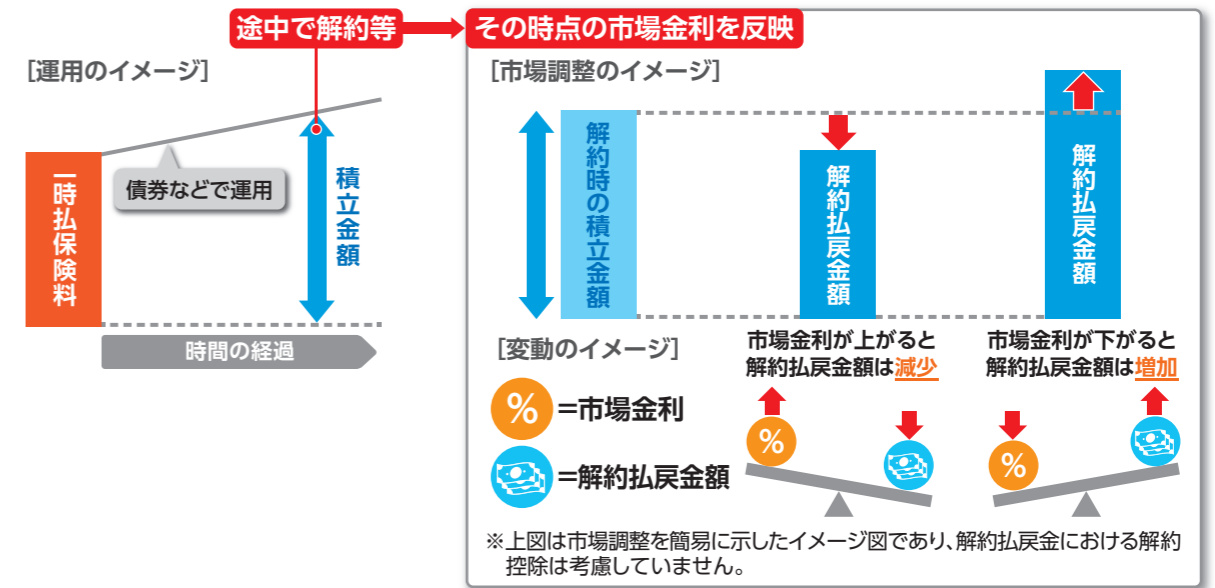 途中で解約等
その時点の市場金利を反映
[運用のイメージ]
一時払保険料
債券などで運用
積立金額
時間の経過
[市場調整のイメージ]
解約時の積立金額
解約払戻金額
解約払戻金額
市場金利が上がると
解約払戻金額は減少
市場金利が下がると
解約払戻金額は増加
[変動のイメージ]
%=市場金利
=解約払戻金額
%
%
※上図は市場調整を簡易に示したイメージ図であり、解約払戻金における解約
控除は考慮していません。